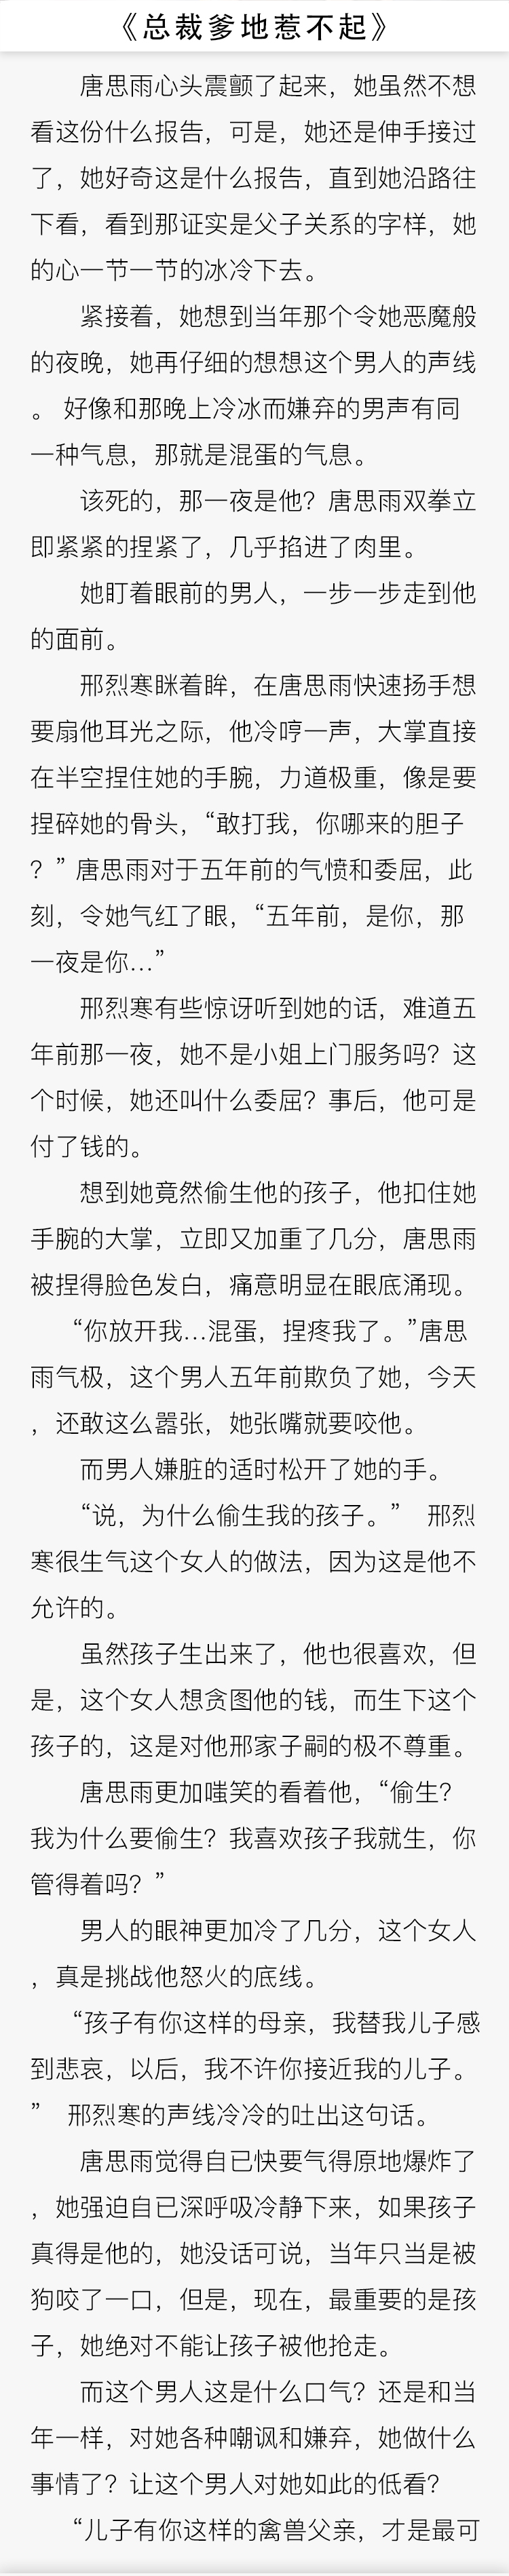 《总裁爹地惹不起》
唐思雨心头震颤了起来，她虽然不想
看这份什么报告，可是，她还是伸手接过
了，她好奇这是什么报告，直到她沿路往
下看，看到那证实是父子关系的字样，她
的心一节一节的冰冷下去。
紧接着，她想到当年那个令她恶魔般
的夜晚，她再仔细的想想这个男人的声线
。 好像和那晚上冷冰而嫌弃的男声有同
一种气息，那就是混蛋的气息。
该死的，那一夜是他？唐思雨双拳立
即紧紧的捏紧了，几乎掐进了肉里。
她盯着眼前的男人，一步一步走到他
的面前。
邢烈寒眯着眸，在唐思雨快速扬手想
要扇他耳光之际，他冷哼一声，大掌直接
在半空捏住她的手腕，力道极重，像是要
捏碎她的骨头，“敢打我，你哪来的胆子
？” 唐思雨对于五年前的气愤和委屈，此
刻，令她气红了眼，“五年前，是你，那
一夜是你…”
邢烈寒有些惊讶听到她的话，难道五
年前那一夜，她不是小姐上门服务吗？这
个时候，她还叫什么委屈？事后，他可是
付了钱的。
想到她竟然偷生他的孩子，他扣住她
手腕的大掌，立即又加重了几分，唐思雨
被捏得脸色发白，痛意明显在眼底涌现。
“你放开我…混蛋，捏疼我了。”唐思
雨气极，这个男人五年前欺负了她，今天
，还敢这么嚣张，她张嘴就要咬他。
而男人嫌脏的适时松开了她的手。
“说，为什么偷生我的孩子。” 邢烈
寒很生气这个女人的做法，因为这是他不
允许的。
虽然孩子生出来了，他也很喜欢，但
是，这个女人想贪图他的钱，而生下这个
孩子的，这是对他邢家子嗣的极不尊重。
唐思雨更加嗤笑的看着他，“偷生？
我为什么要偷生？我喜欢孩子我就生，你
管得着吗？”
男人的眼神更加冷了几分，这个女人
，真是挑战他怒火的底线。
“孩子有你这样的母亲，我替我儿子感
到悲哀，以后，我不许你接近我的儿子。
” 邢烈寒的声线冷冷的吐出这句话。
唐思雨觉得自已快要气得原地爆炸了
，她强迫自已深呼吸冷静下来，如果孩子
真得是他的，她没话可说，当年只当是被
狗咬了一口，但是，现在，最重要的是孩
子，她绝对不能让孩子被他抢走。
而这个男人这是什么口气？还是和当
年一样，对她各种嘲讽和嫌弃，她做什么
事情了？让这个男人对她如此的低看？
“儿子有你这样的禽兽父亲，才是最可